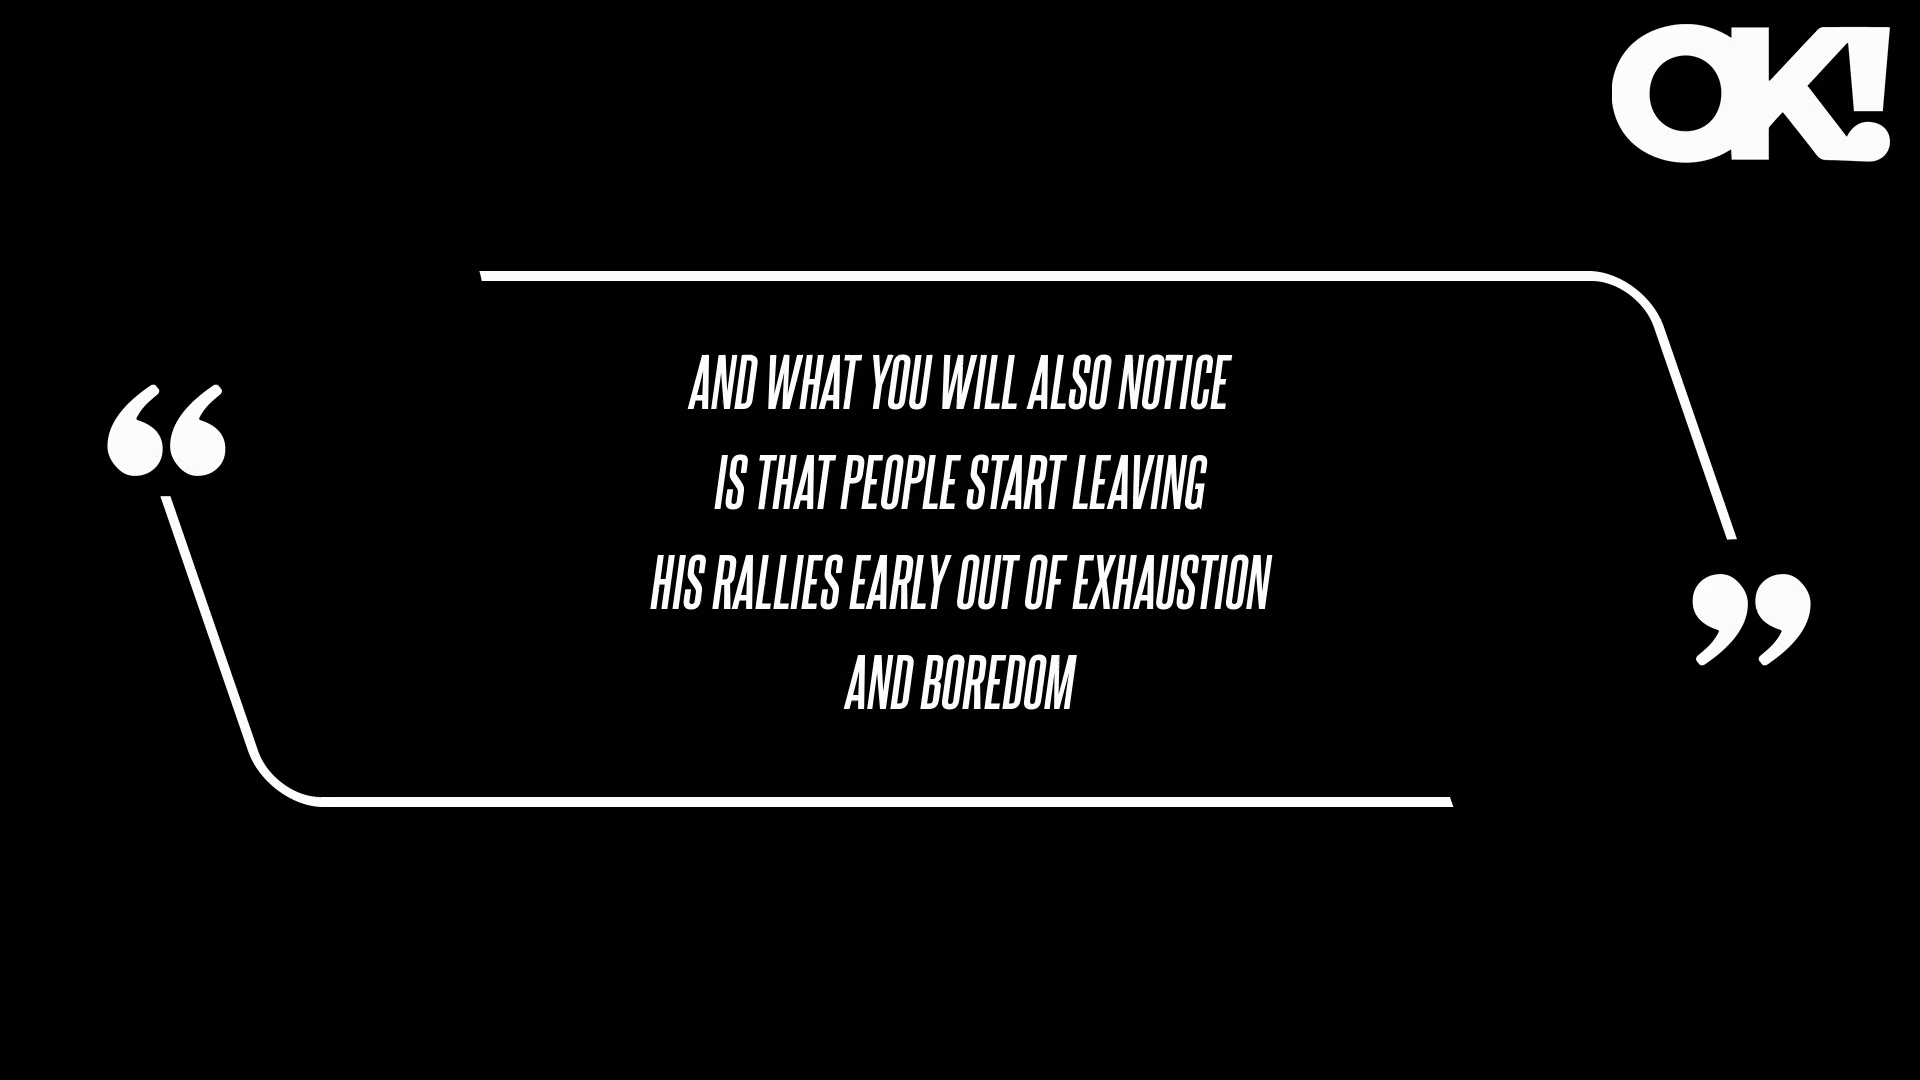 OK!
AND WHAT YOU WILL ALSO NOTICE
IS THAT PEOPLE START LEAVING
HIS RALLIES EARLY OUT OF EXHAUSTION
AND BOREDOM